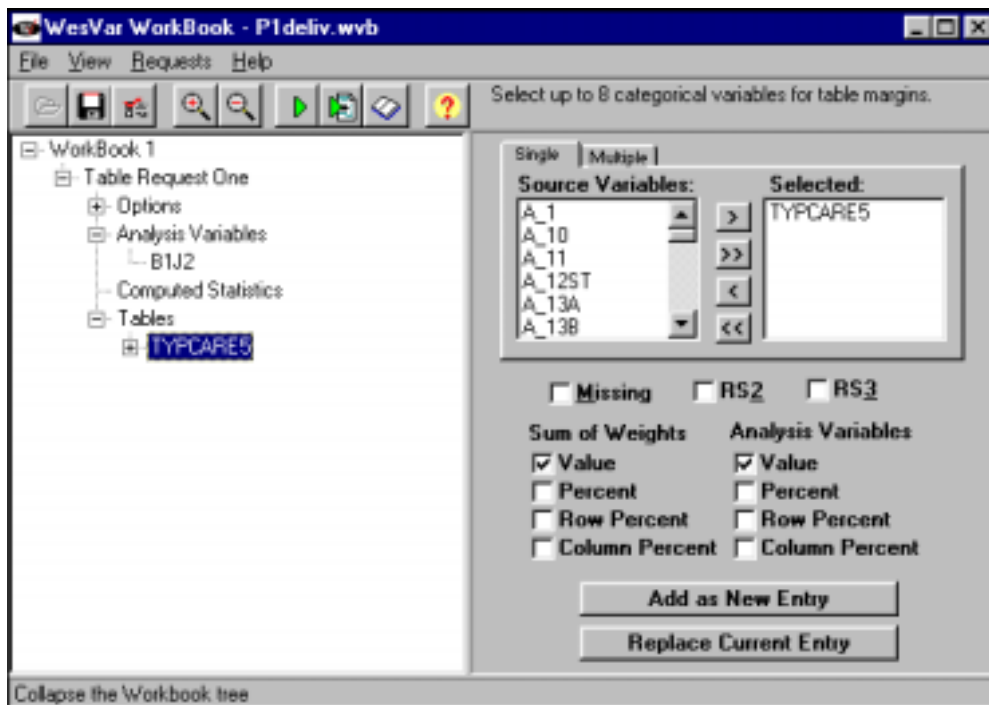 WesVar WorkBook - P1deliv.wvb
File View Requests Help
Select up to 8 categorical variables for table margins.
WorkBook 1
Table Request One
Options
Analysis Variables
B1J2
Computed Statistics
Tables
TYPCARE5
Single Multiple
Source Variables: Selected:
A_1
A_10
A_11
A_12ST
A_13A
A_13B
>
>>
<
<<
TYPCARE5
Missing RS2 RS3
Sum of Weights Analysis Variables
Value Value
Percent Percent
Row Percent Row Percent
Column Percent Column Percent
Add as New Entry
Replace Current Entry
Collapse the Workbook tree